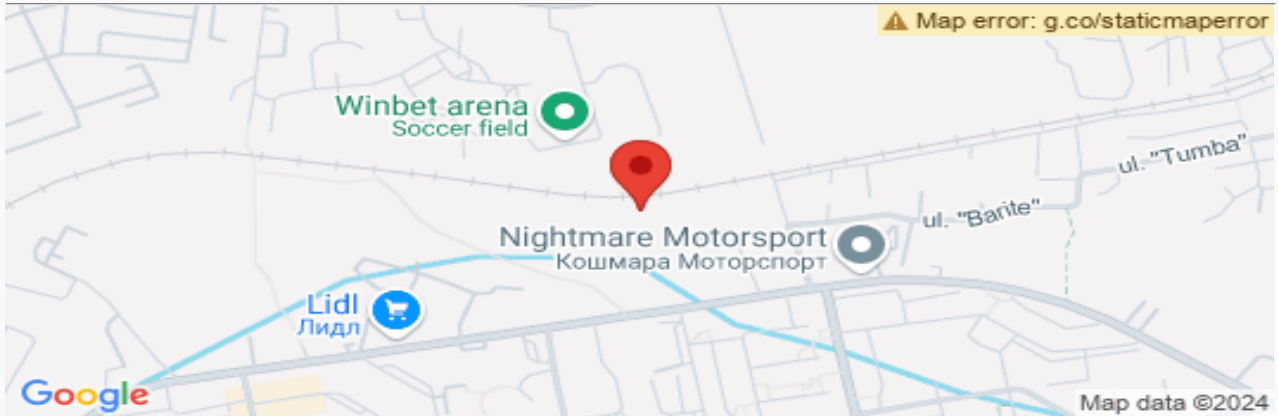 Map error: g.co/staticmaperror
Winbet arena
Soccer field
ul. "Tumba"
ul. "Barite"
Nightmare Motorsport
Кошмара Моторспорт
Lidl
Лидл
Google
Map data ©2024